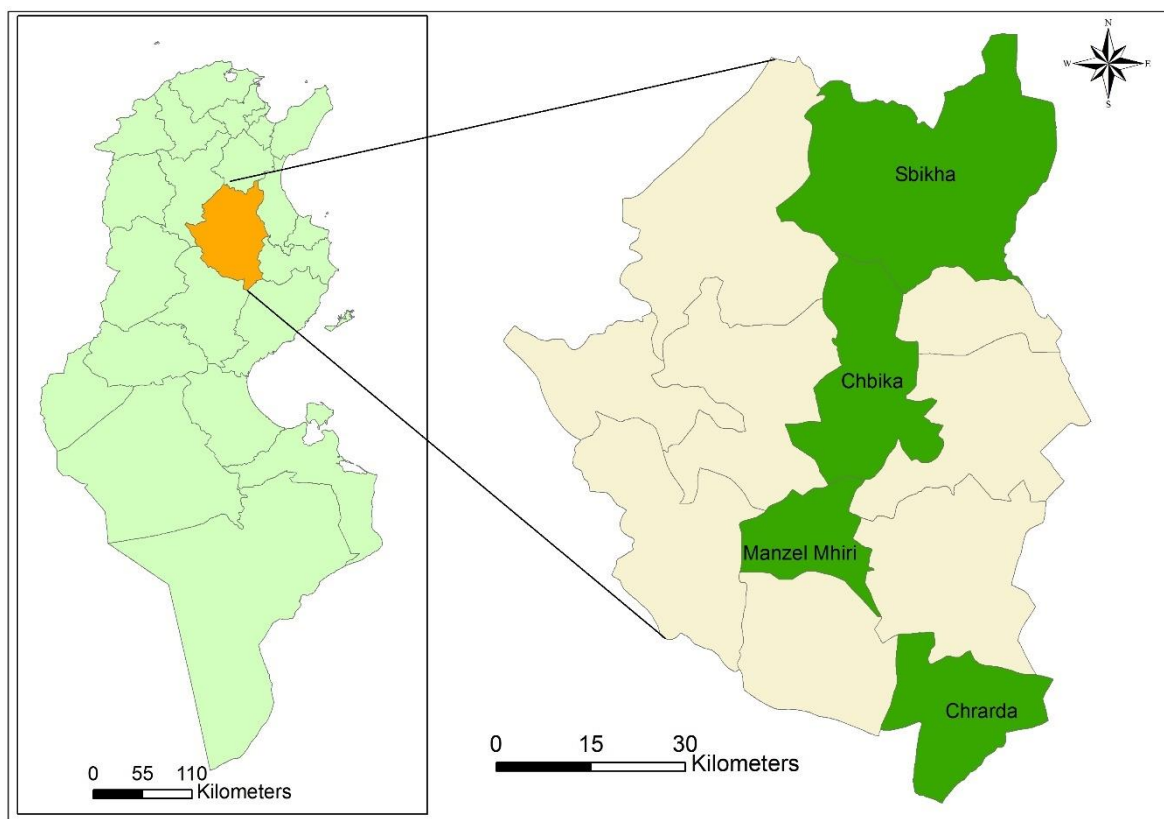 N
W E
S
Sbikha
Chbika
Manzel Mhiri
Chrarda
0 15 30
Kilometers
0 55 110
Kilometers